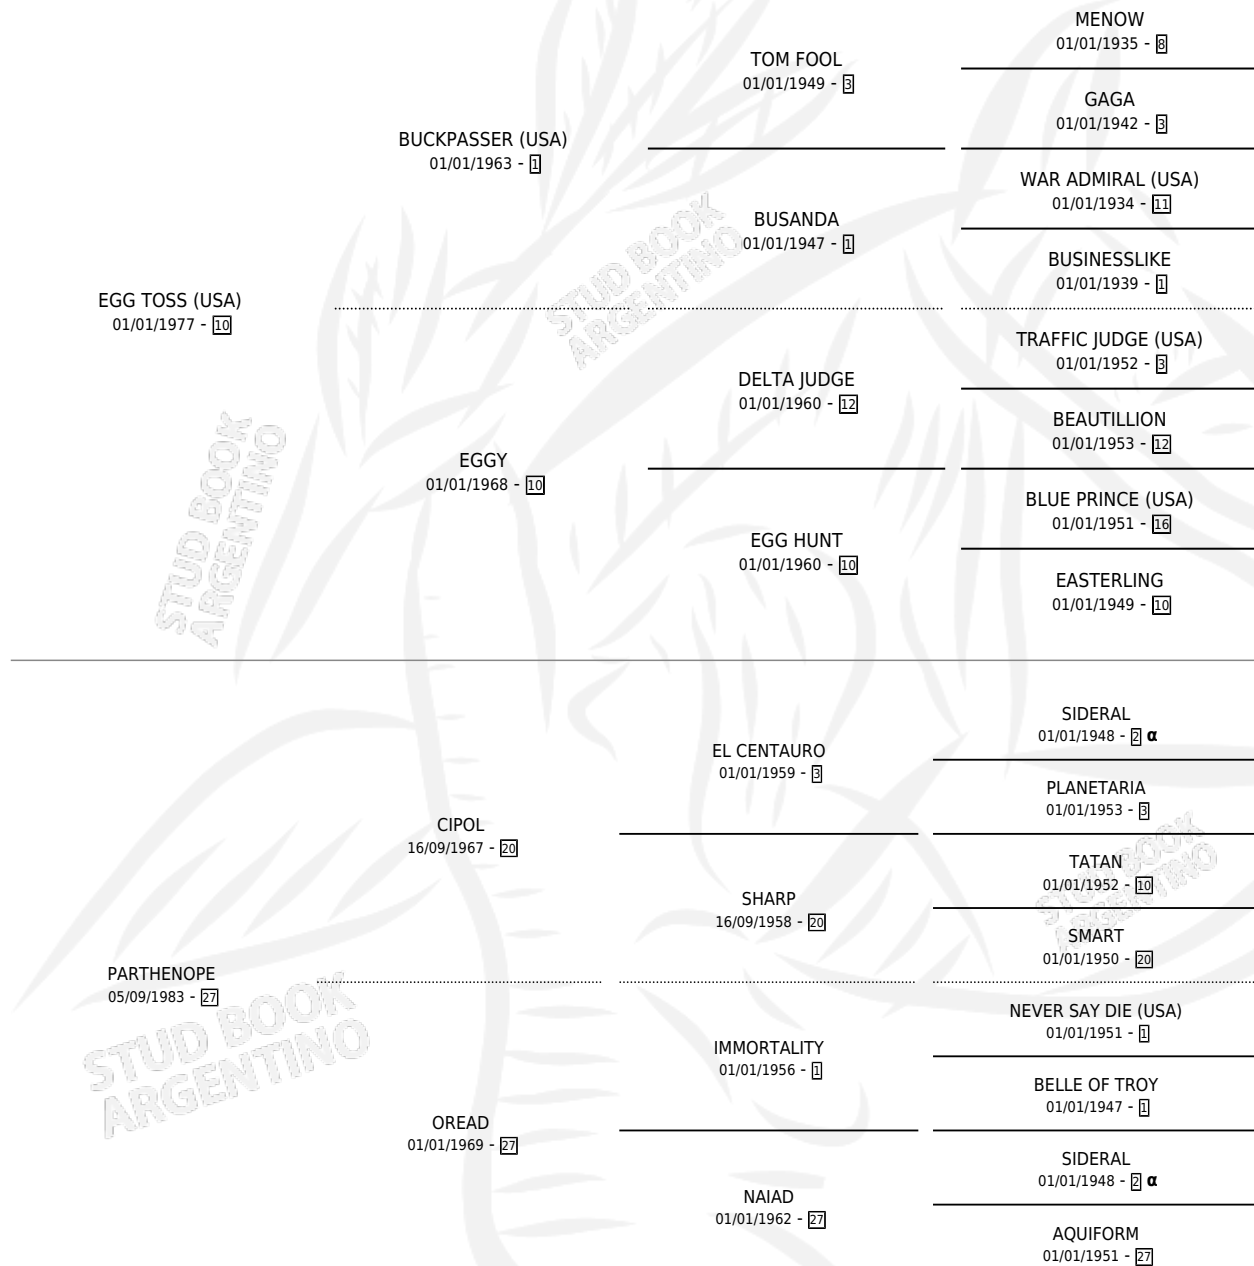 MENOW
01/01/1935 - 8
TOM FOOL
01/01/1949 - 3
GAGA
01/01/1942 - 3
BUCKPASSER (USA)
01/01/1963 - 1
WAR ADMIRAL (USA)
01/01/1934 - 11
BUSANDA
01/01/1947 - 1
BUSINESSLIKE
01/01/1939 - 1
EGG TOSS (USA)
01/01/1977 - 10
STUD BOOK
ARGENTINO
TRAFFIC JUDGE (USA)
01/01/1952 - 3
DELTA JUDGE
01/01/1960 - 12
BEAUTILLION
01/01/1953 - 12
EGGY
01/01/1968 - 10
BLUE PRINCE (USA)
01/01/1951 - 16
EGG HUNT
01/01/1960 - 10
EASTERLING
01/01/1949 - 10
STUD BOOK
ARGENTINO
SIDERAL
01/01/1948 - 2 α
EL CENTAURO
01/01/1959 - 3
PLANETARIA
01/01/1953 - 3
CIPOL
16/09/1967 - 20
TATAN
01/01/1952 - 10
STUD BOOK
ARGENTINO
SHARP
16/09/1958 - 20
SMART
01/01/1950 - 20
PARTHENOPE
05/09/1983 - 27
STUD BOOK
ARGENTINO
NEVER SAY DIE (USA)
01/01/1951 - 1
IMMORTALITY
01/01/1956 - 1
BELLE OF TROY
01/01/1947 - 1
OREAD
01/01/1969 - 27
SIDERAL
01/01/1948 - 2 α
NAIAD
01/01/1962 - 27
AQUIFORM
01/01/1951 - 27